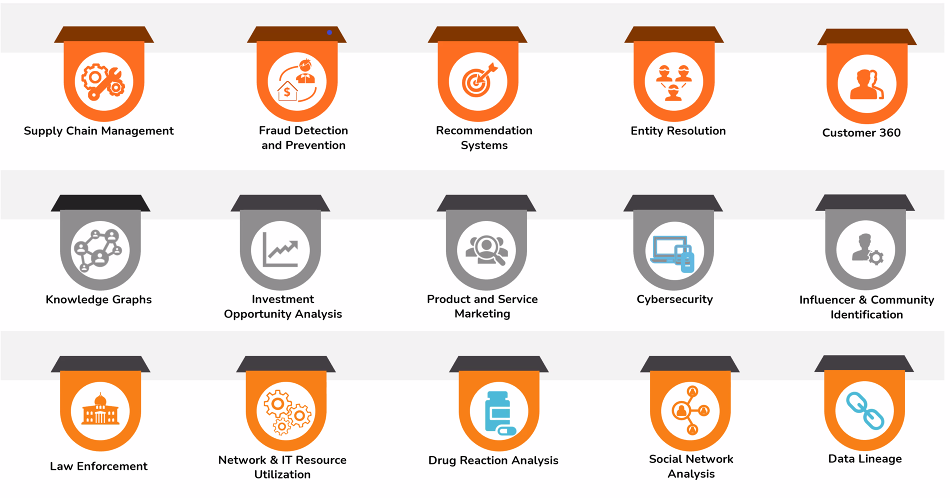 $
Supply Chain Management
Fraud Detection
and Prevention
Recommendation
Systems
Entity Resolution
Customer 360
Knowledge Graphs
Investment
Opportunity Analysis
Product and Service
Marketing
Cybersecurity
Influencer & Community
Identification
Law Enforcement
Network & IT Resource
Utilization
Drug Reaction Analysis
Social Network
Analysis
Data Lineage